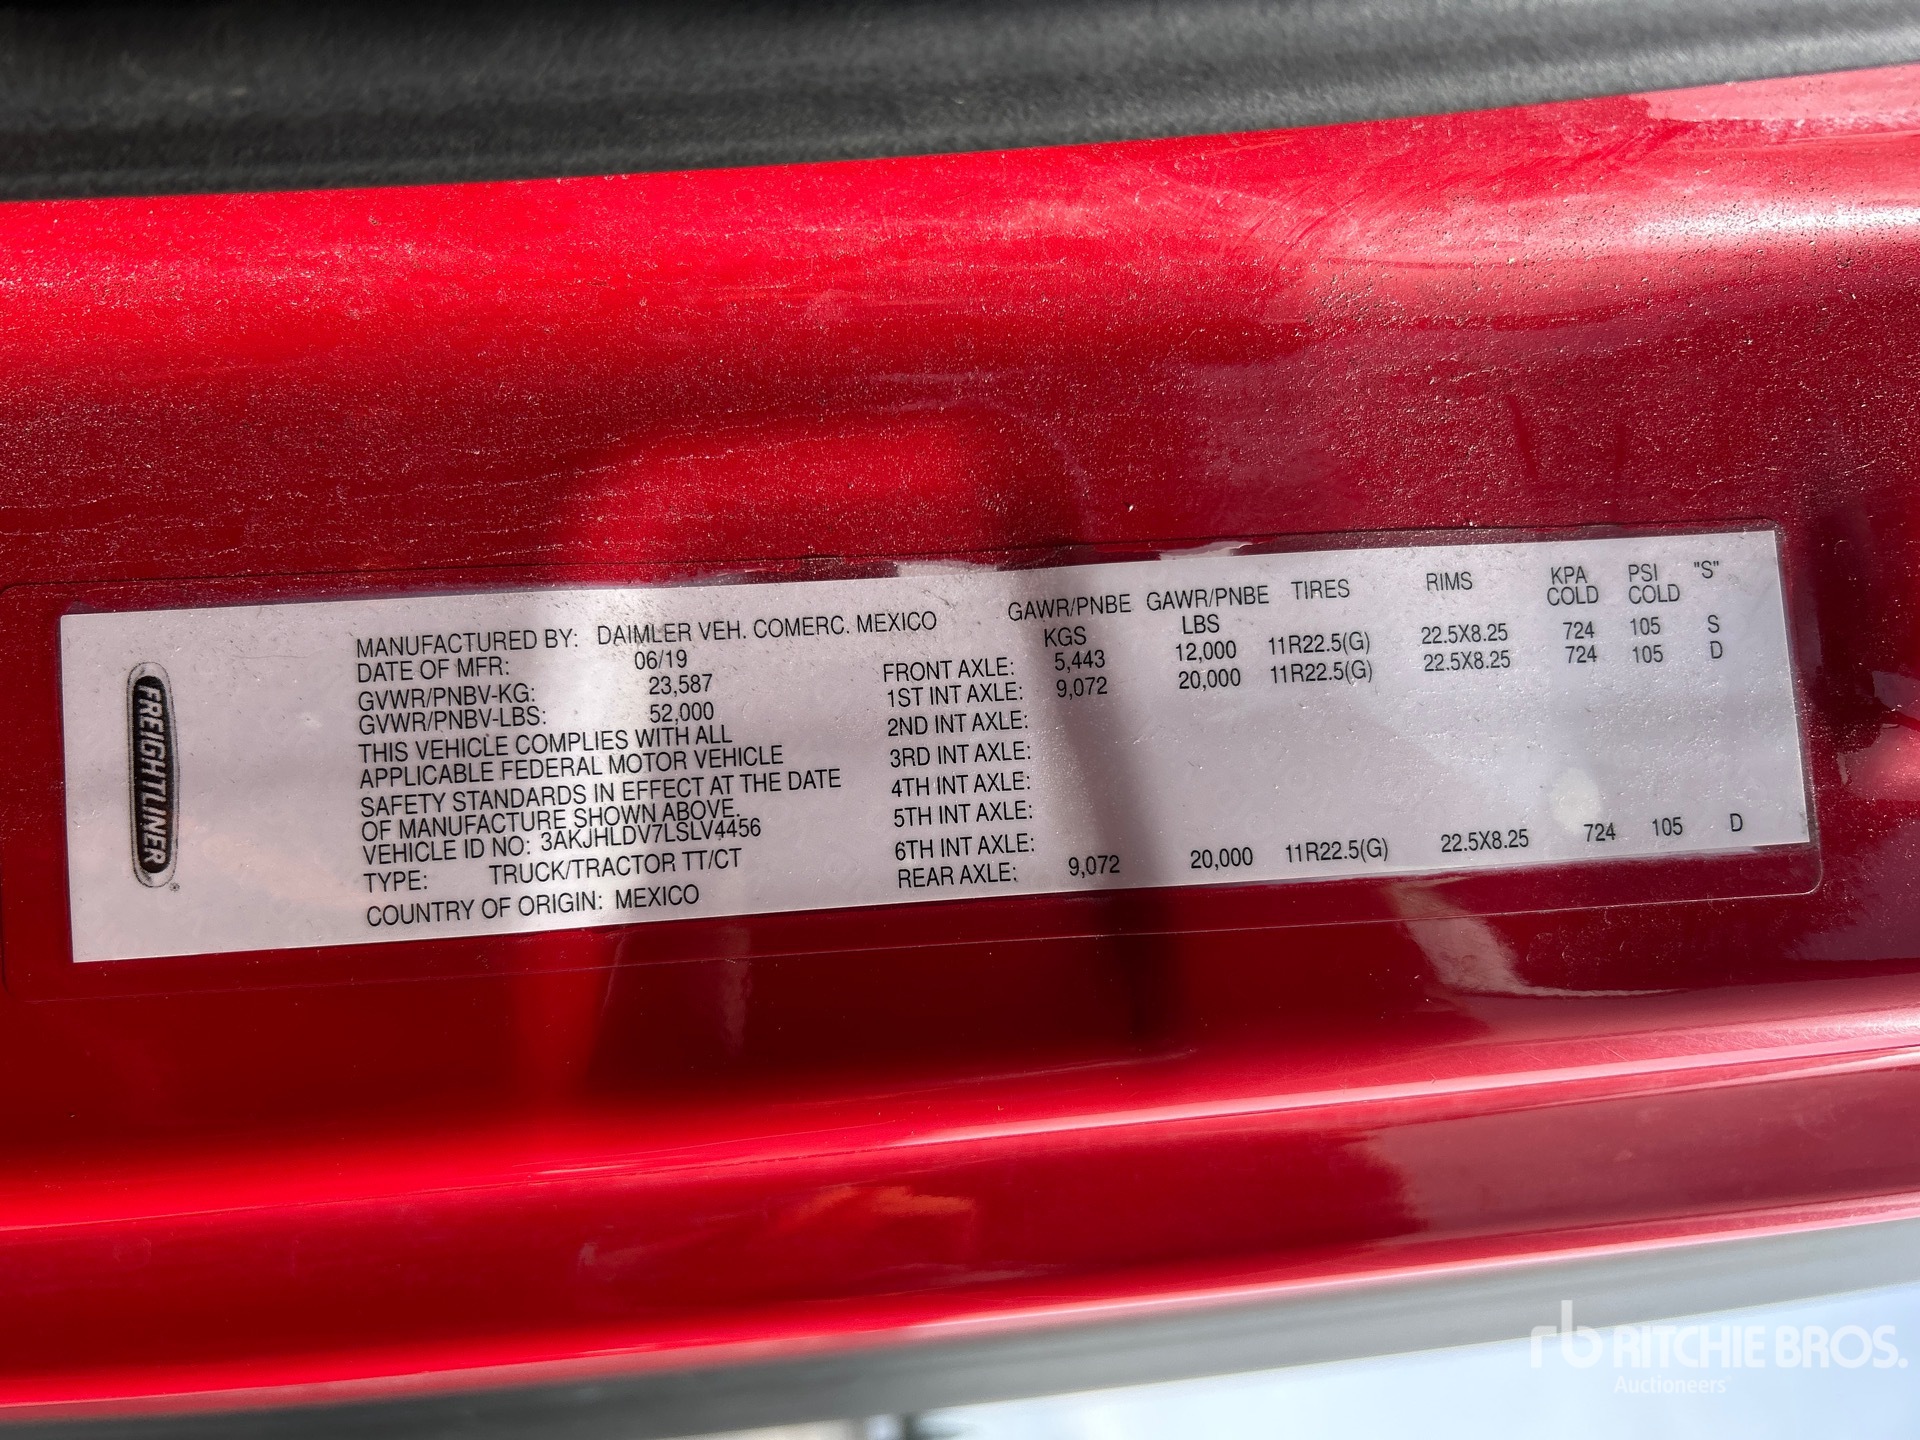 FREIGHTLINER®
MANUFACTURED BY: DAIMLER VEH. COMERC. MEXICO
DATE OF MFR: 06/19
GVWR/PNBV-KG: 23,587
GVWR/PNBV-LBS: 52,000
THIS VEHICLE COMPLIES WITH ALL
APPLICABLE FEDERAL MOTOR VEHICLE
SAFETY STANDARDS IN EFFECT AT THE DATE
OF MANUFACTURE SHOWN ABOVE.
VEHICLE ID NO: 3AKJHLDV7LSLV4456
TYPE: TRUCK/TRACTOR TT/CT
COUNTRY OF ORIGIN: MEXICO
GAWR/PNBE KGS GAWR/PNBE LBS TIRES RIMS KPA COLD PSI COLD "S"
FRONT AXLE: 5,443 12,000 11R22.5(G) 22.5X8.25 724 105 S
1ST INT AXLE: 9,072 20,000 11R22.5(G) 22.5X8.25 724 105 D
2ND INT AXLE:
3RD INT AXLE:
4TH INT AXLE:
5TH INT AXLE:
6TH INT AXLE:
REAR AXLE: 9,072 20,000 11R22.5(G) 22.5X8.25 724 105 D
rb RITCHIE BROS.
Auctioneers